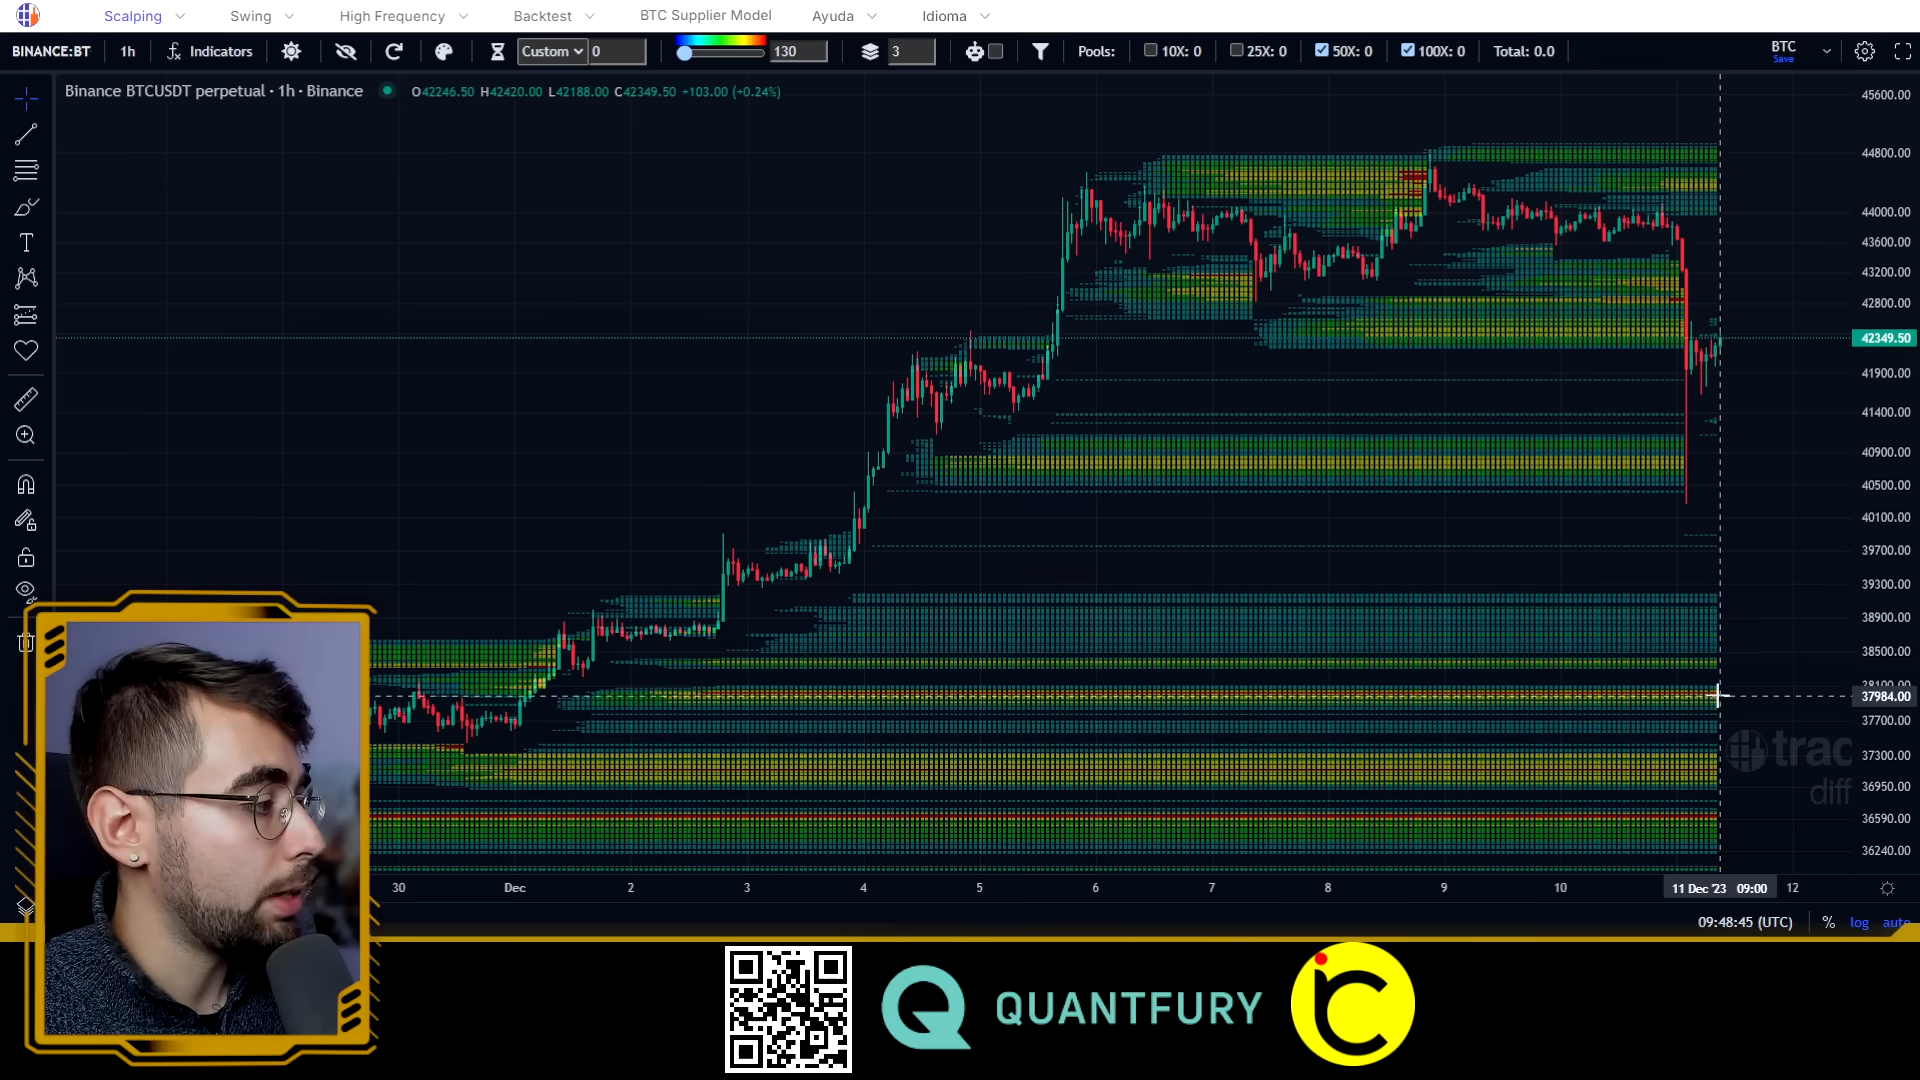 Scalping Swing High Frequency Backtest BTC Supplier Model Ayuda Idioma
BINANCE:BT 1h Indicators Custom 0 130 3 Pools: 10X: 0 25X: 0 50X: 0 100X: 0 Total: 0.0 BTC
Save
Binance BTCUSDT perpetual · 1h · Binance O42246.50 H42420.00 L42188.00 C42349.50 +103.00 (+0.24%)
45600.00
44800.00
44000.00
43600.00
43200.00
42800.00
42349.50
41900.00
41400.00
40900.00
40500.00
40100.00
39700.00
39300.00
38900.00
38500.00
37984.00
37700.00
37300.00
36950.00
36590.00
36240.00
trac
diff
30 Dec 2 3 4 5 6 7 8 9 10 11 Dec '23 09:00 12
09:48:45 (UTC) % log auto
QUANTFURY